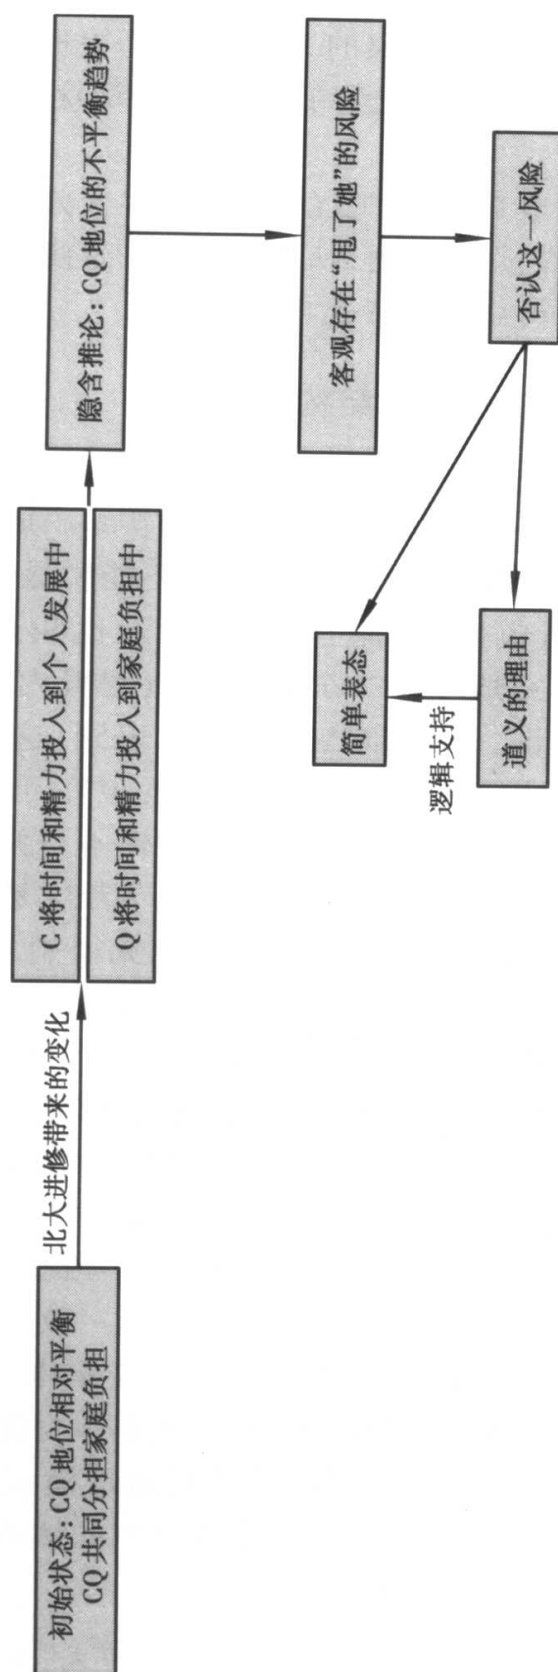 初始状态：CQ地位相对平衡
CQ共同分担家庭负担
北大进修带来的变化
C将时间和精力投入到个人发展中
Q将时间和精力投入到家庭负担中
隐含推论：CQ地位的不平衡趋势
客观存在“甩了她”的风险
否认这一风险
简单表态
逻辑支持
道义的理由